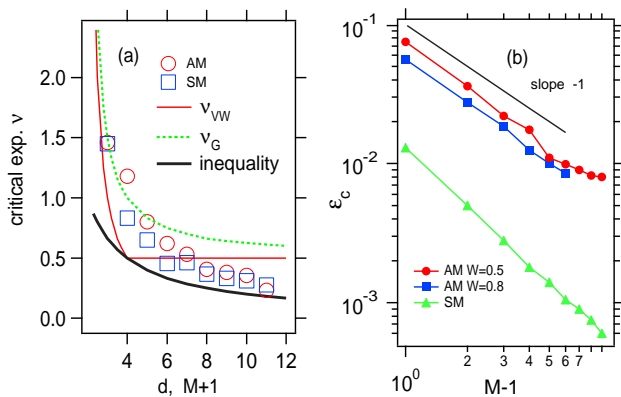 (a)
AM
SM
ν_VW
ν_G
inequality
critical exp. ν
2.0
1.5
1.0
0.5
0.0
4
6
8
10
12
d, M+1
(b)
slope -1
ε_c
10^-1
10^-2
10^-3
AM W=0.5
AM W=0.8
SM
10^0
2
3
4
5
6
7
M-1